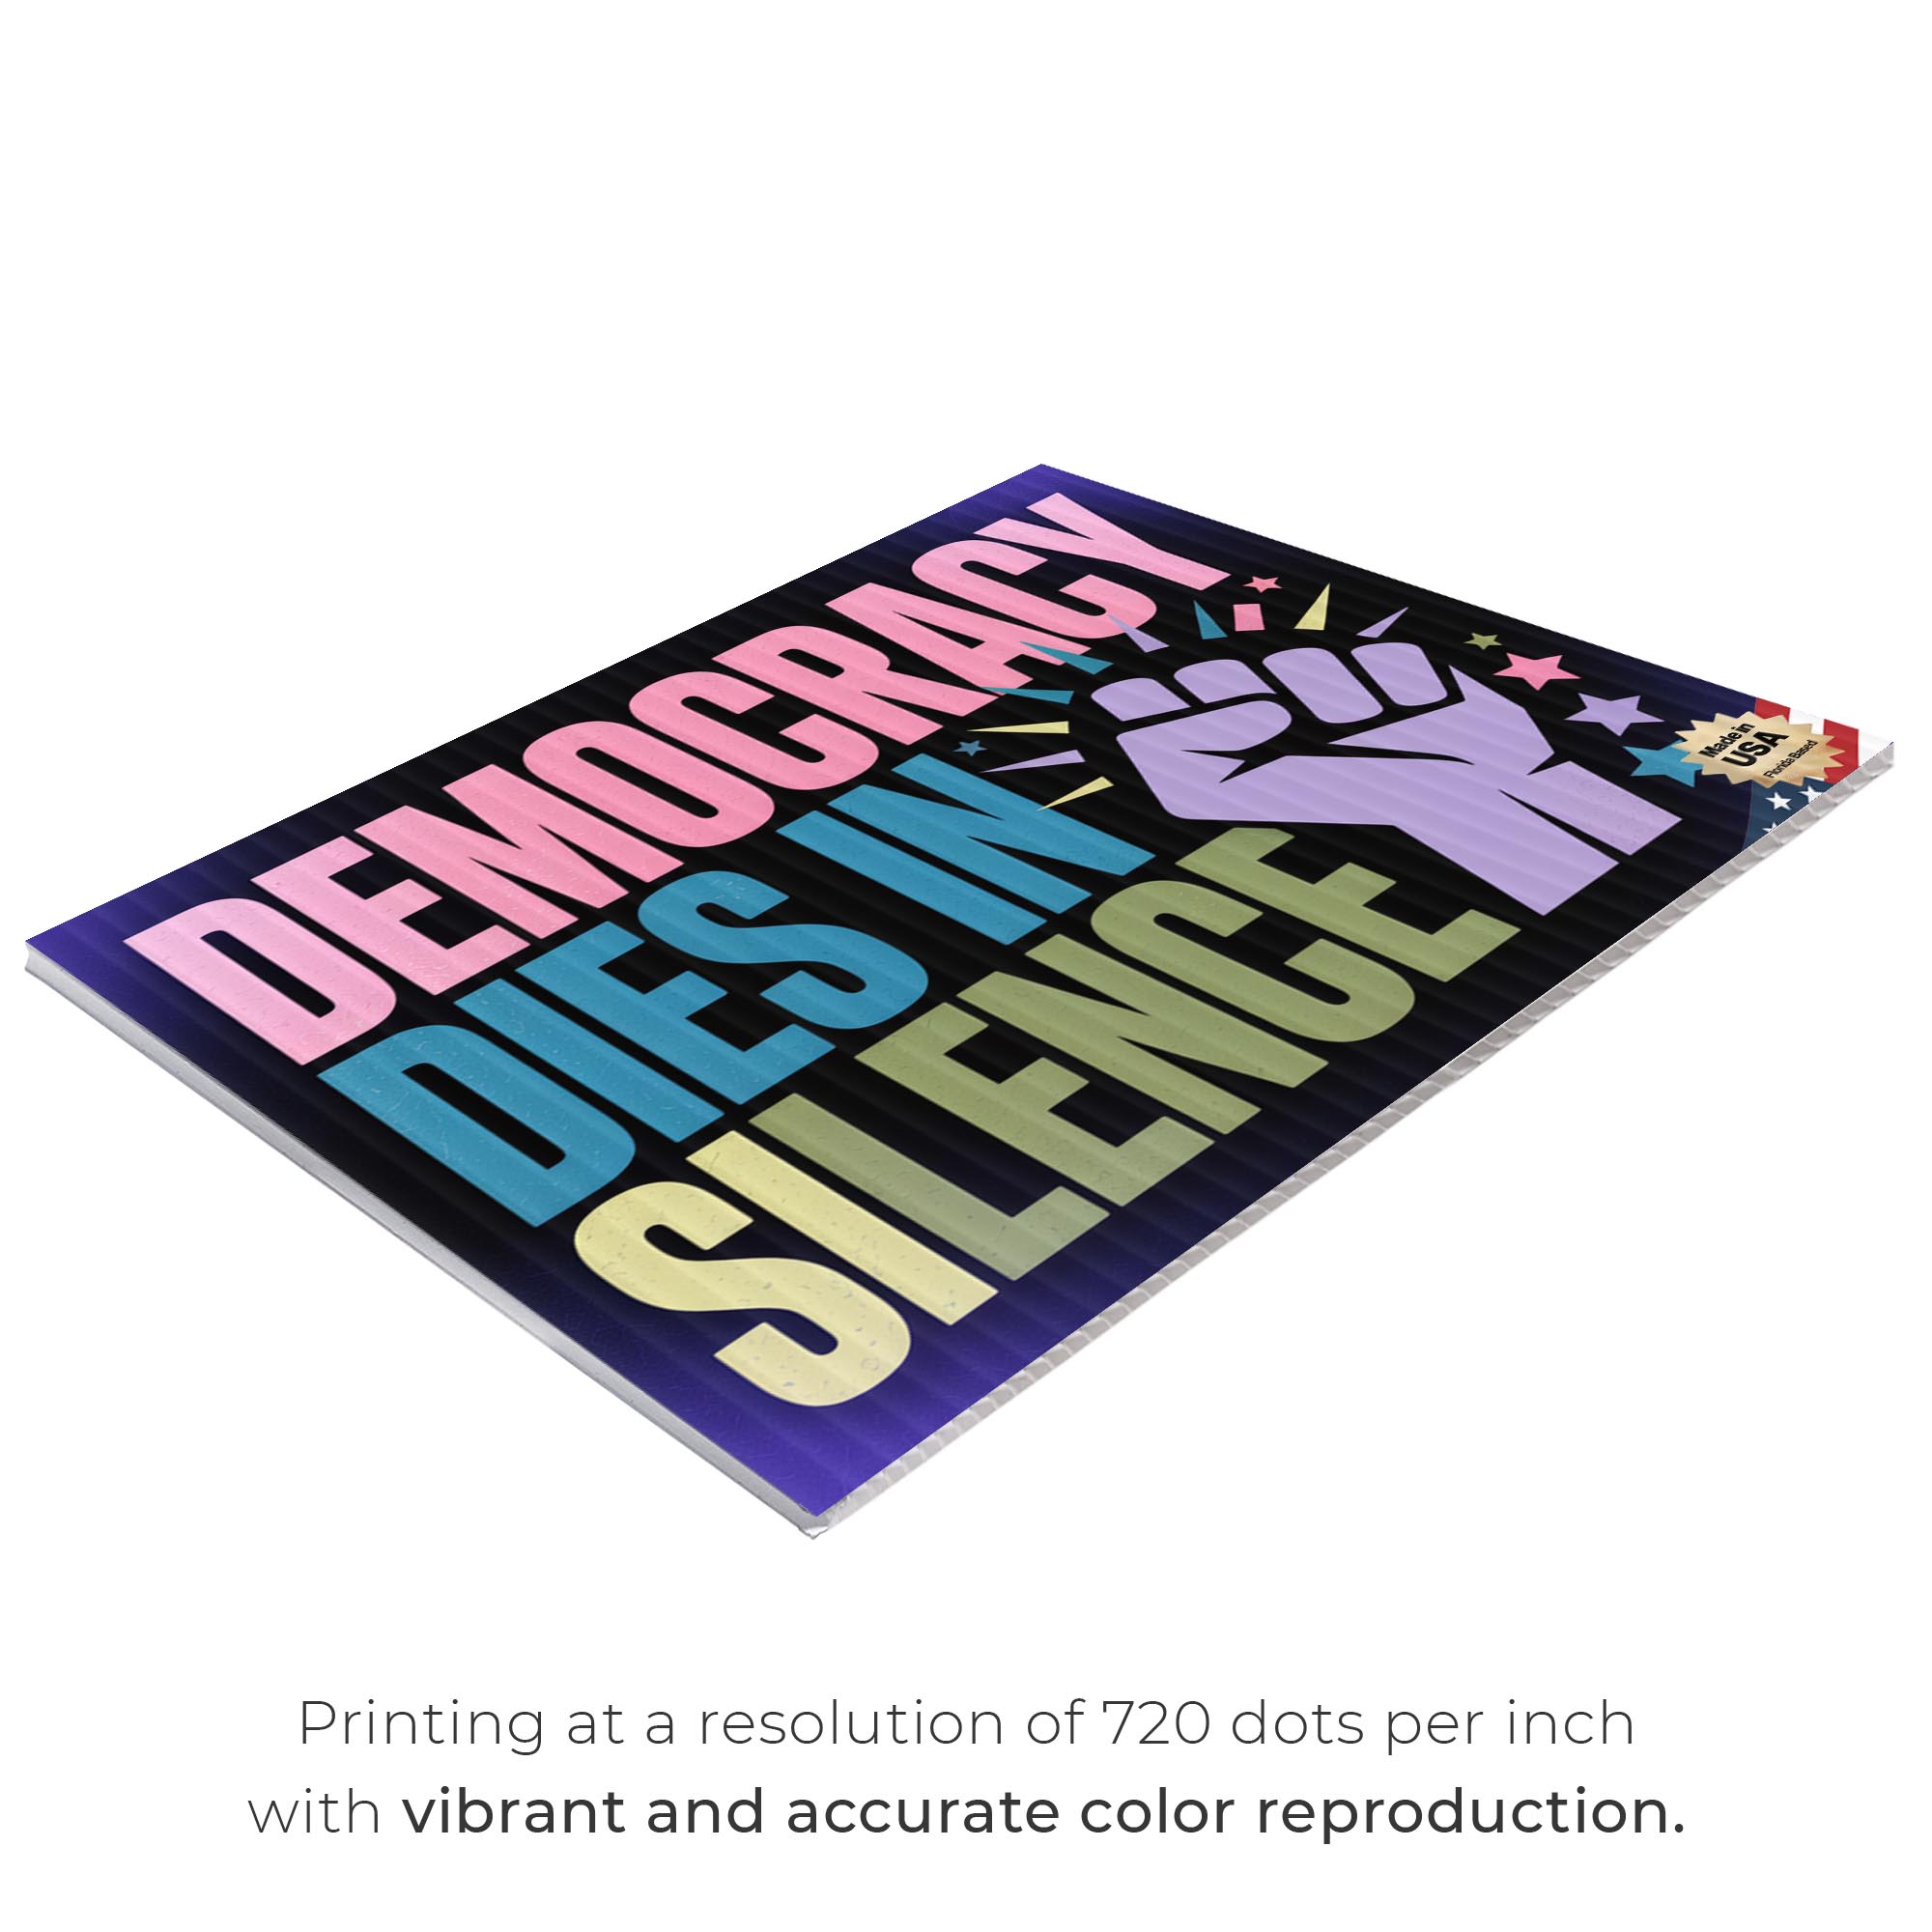 DEMOCRACY
DIES IN
SILENCE
Made in
USA
Florida Based
Printing at a resolution of 720 dots per inch
with vibrant and accurate color reproduction.